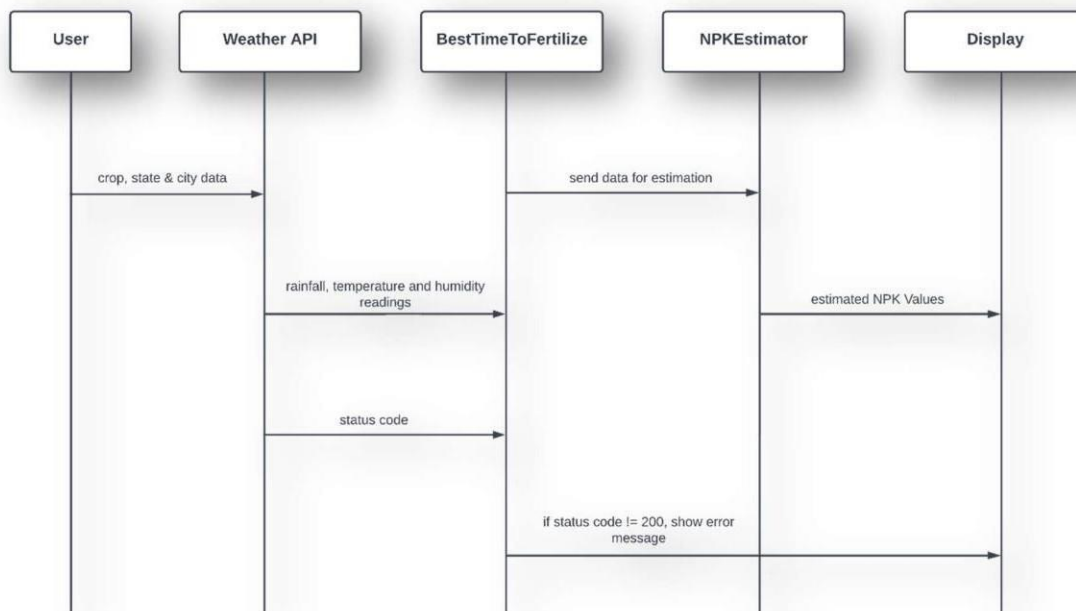 User
Weather API
BestTimeToFertilize
NPKEstimator
Display
crop, state & city data
send data for estimation
rainfall, temperature and humidity
readings
estimated NPK Values
status code
if status code != 200, show error
message